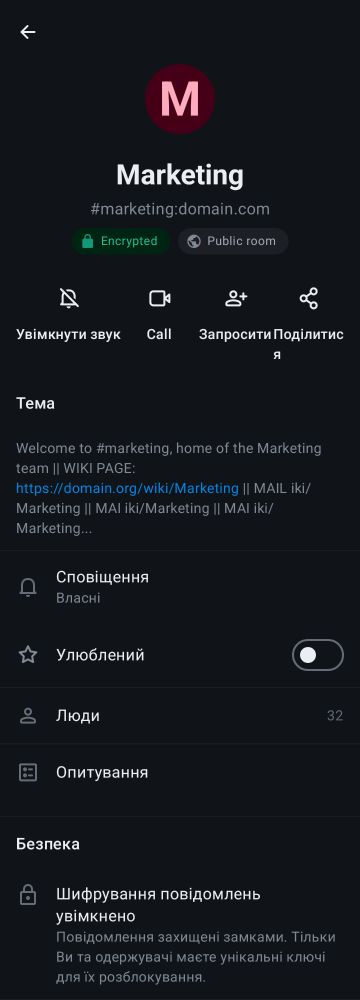 M
Marketing
#marketing:domain.com
Encrypted
Public room
Увімкнути звук
Call
Запросити
Поділитис
я
Тема
Welcome to #marketing, home of the Marketing
team || WIKI PAGE:
https://domain.org/wiki/Marketing || MAIL iki/
Marketing || MAI iki/Marketing || MAI iki/
Marketing...
Сповіщення
Власні
Улюблений
Люди
32
Опитування
Безпека
Шифрування повідомлень
увімкнено
Повідомлення захищені замками. Тільки
Ви та одержувачі маєте унікальні ключі
для їх розблокування.